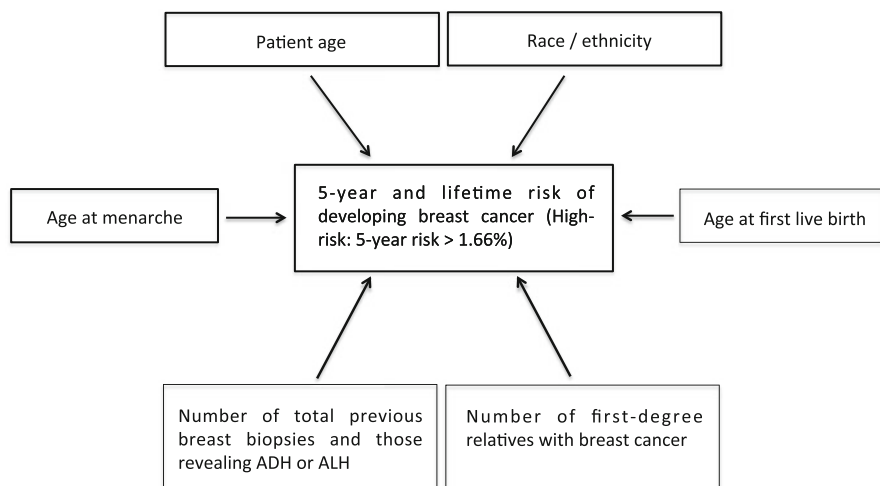 Patient age
Race / ethnicity
5-year and lifetime risk of
developing breast cancer (High-
risk: 5-year risk > 1.66%)
Age at menarche
Age at first live birth
Number of total previous
breast biopsies and those
revealing ADH or ALH
Number of first-degree
relatives with breast cancer